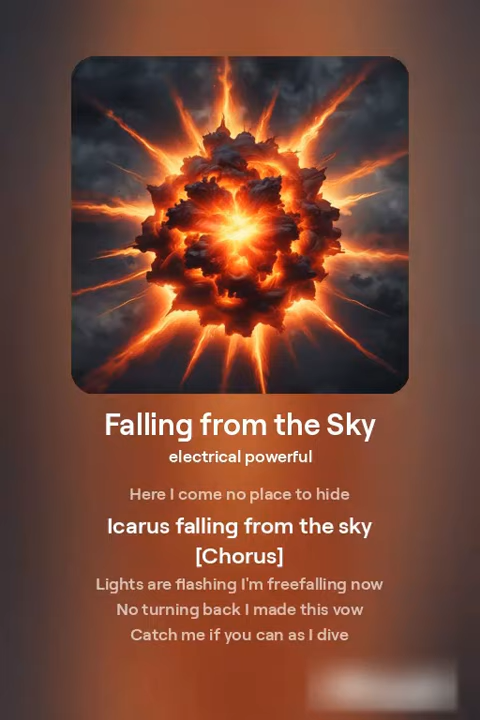 Falling from the Sky
electrical powerful
Here I come no place to hide
Icarus falling from the sky
[Chorus]
Lights are flashing I'm freefalling now
No turning back I made this vow
Catch me if you can as I dive